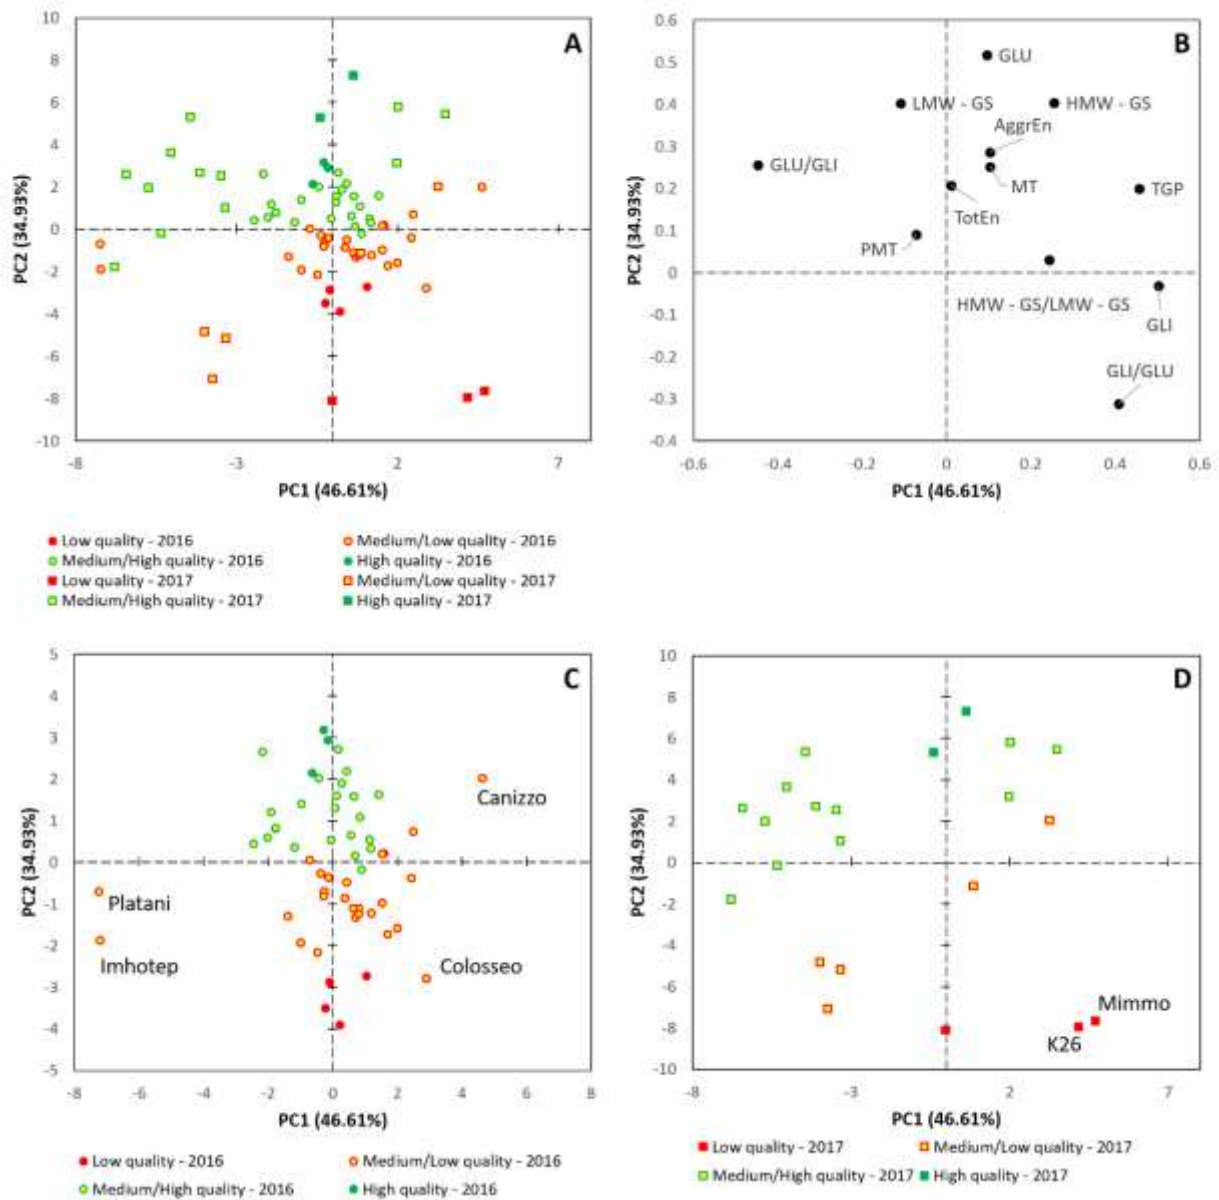 A
10
8
6
4
2
0
-2
-4
-6
-8
-10
-8
-3
2
7
PC2 (34.93%)
PC1 (46.61%)
Low quality - 2016
Medium/Low quality - 2016
Medium/High quality - 2016
High quality - 2016
Low quality - 2017
Medium/Low quality - 2017
Medium/High quality - 2017
High quality - 2017
B
0.6
0.5
0.4
0.3
0.2
0.1
0
-0.1
-0.2
-0.3
-0.4
-0.6
-0.4
-0.2
0
0.2
0.4
0.6
PC2 (34.93%)
PC1 (46.61%)
GLU
LMW - GS
HMW - GS
AggrEn
GLU/GLI
MT
TGP
TotEn
PMT
HMW - GS/LMW - GS
GLI
GLI/GLU
C
5
4
3
2
1
0
-1
-2
-3
-4
-5
-8
-6
-4
-2
0
2
4
6
8
PC2 (34.93%)
PC1 (46.61%)
Canizzo
Platani
Imhotep
Colosseo
Low quality - 2016
Medium/Low quality - 2016
Medium/High quality - 2016
High quality - 2016
D
10
8
6
4
2
0
-2
-4
-6
-8
-10
-8
-3
2
7
PC2 (34.93%)
PC1 (46.61%)
Mimmo
K26
Low quality - 2017
Medium/Low quality - 2017
Medium/High quality - 2017
High quality - 2017